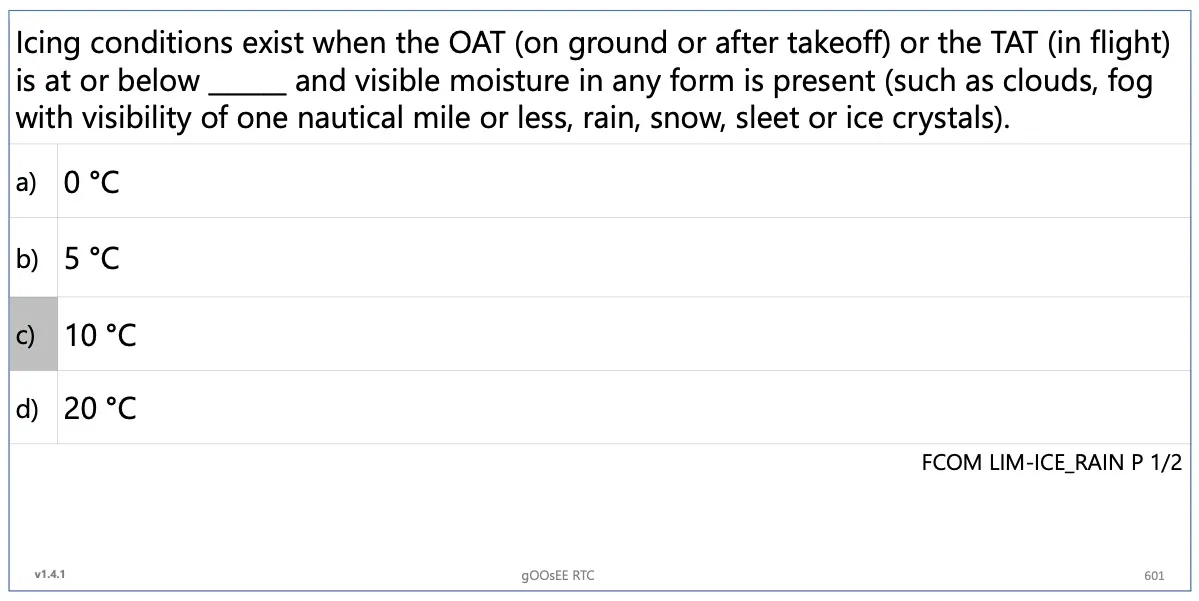 Icing conditions exist when the OAT (on ground or after takeoff) or the TAT (in flight)
is at or below ______ and visible moisture in any form is present (such as clouds, fog
with visibility of one nautical mile or less, rain, snow, sleet or ice crystals).
a) 0 °C
b) 5 °C
c) 10 °C
d) 20 °C
FCOM LIM-ICE_RAIN P 1/2
v1.4.1 gOOsEE RTC 601